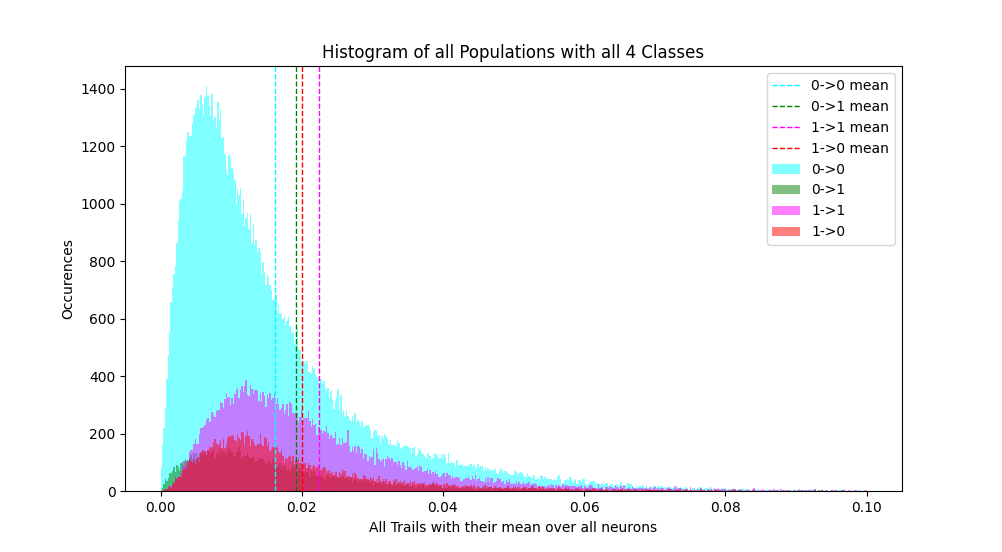 Histogram of all Populations with all 4 Classes
1400
1200
1000
800
600
400
200
0
Occurences
0->0 mean
0->1 mean
1->1 mean
1->0 mean
0->0
0->1
1->1
1->0
0.00 0.02 0.04 0.06 0.08 0.10
All Trails with their mean over all neurons